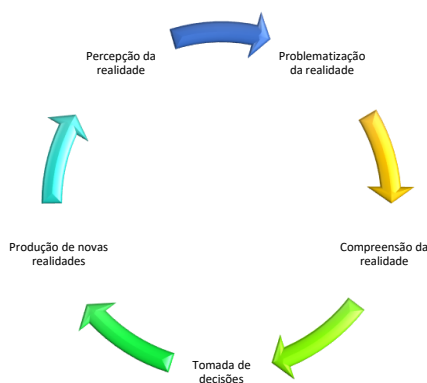 Percepção da
realidade
Problematização
da realidade
Compreensão da
realidade
Tomada de
decisões
Produção de novas
realidades